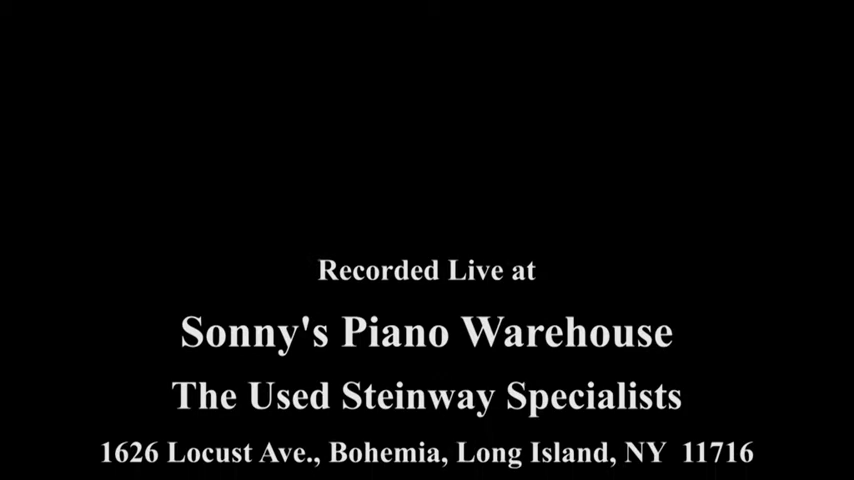 Recorded Live at
Sonny's Piano Warehouse
The Used Steinway Specialists
1626 Locust Ave., Bohemia, Long Island, NY 11716